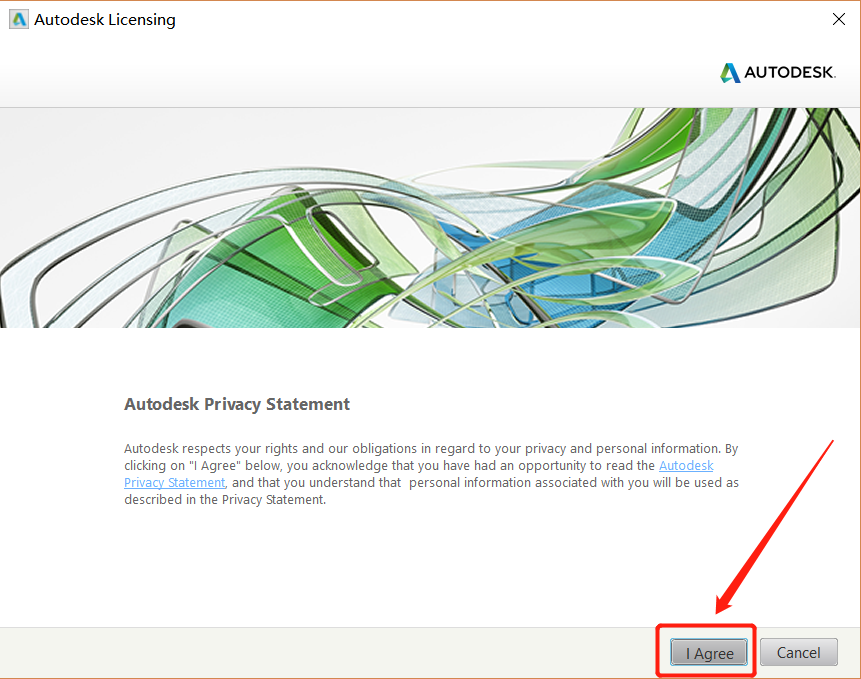 Autodesk Licensing
AUTODESK.
Autodesk Privacy Statement
Autodesk respects your rights and our obligations in regard to your privacy and personal information. By
clicking on "I Agree" below, you acknowledge that you have had an opportunity to read the Autodesk
Privacy Statement, and that you understand that  personal information associated with you will be used as
described in the Privacy Statement.
I Agree
Cancel